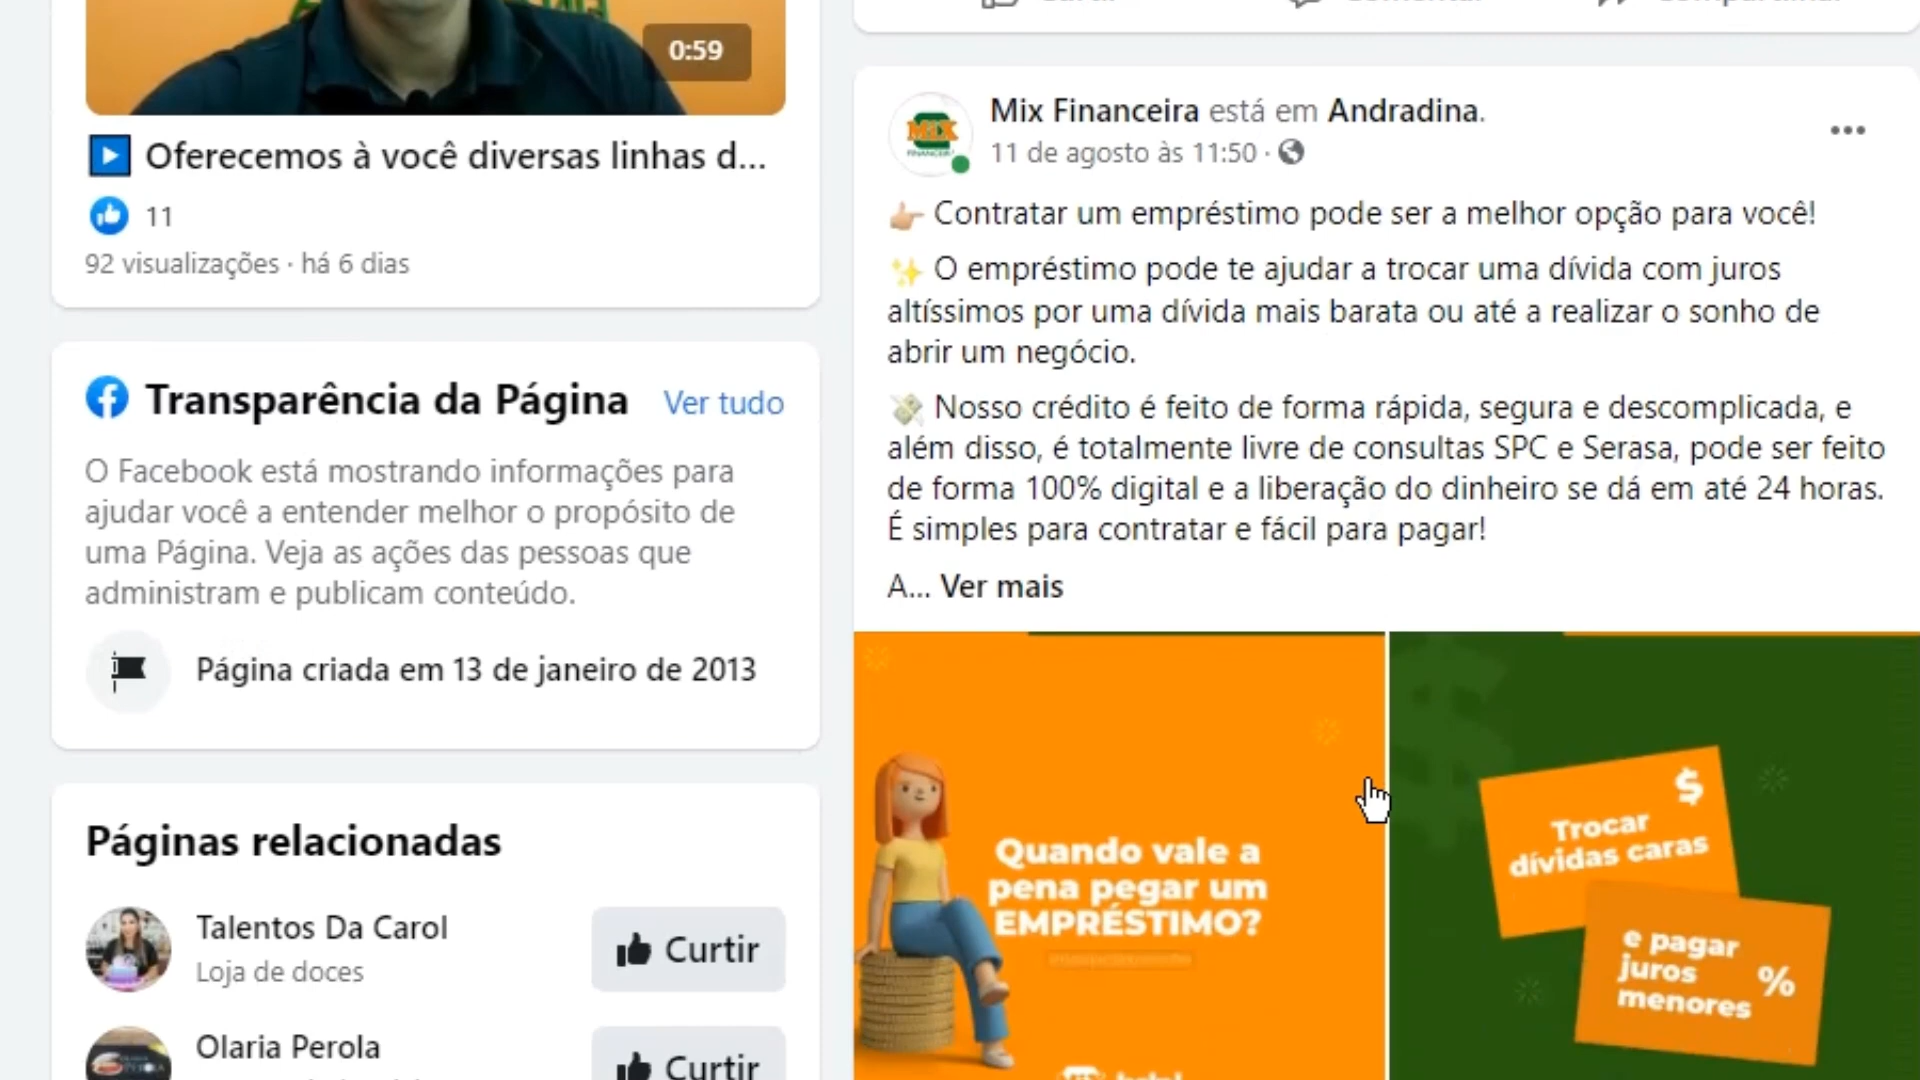 0:59
Oferecemos à você diversas linhas d...
11
92 visualizações · há 6 dias
Transparência da Página
Ver tudo
O Facebook está mostrando informações para
ajudar você a entender melhor o propósito de
uma Página. Veja as ações das pessoas que
administram e publicam conteúdo.
Página criada em 13 de janeiro de 2013
Páginas relacionadas
Talentos Da Carol
Loja de doces
Curtir
Olaria Perola
Curtir
Mix Financeira está em Andradina.
11 de agosto às 11:50 ·
Contratar um empréstimo pode ser a melhor opção para você!
O empréstimo pode te ajudar a trocar uma dívida com juros
altíssimos por uma dívida mais barata ou até a realizar o sonho de
abrir um negócio.
Nosso crédito é feito de forma rápida, segura e descomplicada, e
além disso, é totalmente livre de consultas SPC e Serasa, pode ser feito
de forma 100% digital e a liberação do dinheiro se dá em até 24 horas.
É simples para contratar e fácil para pagar!
A... Ver mais
Quando vale a
pena pegar um
EMPRÉSTIMO?
$
Trocar
dívidas caras
e pagar
juros
menores
%